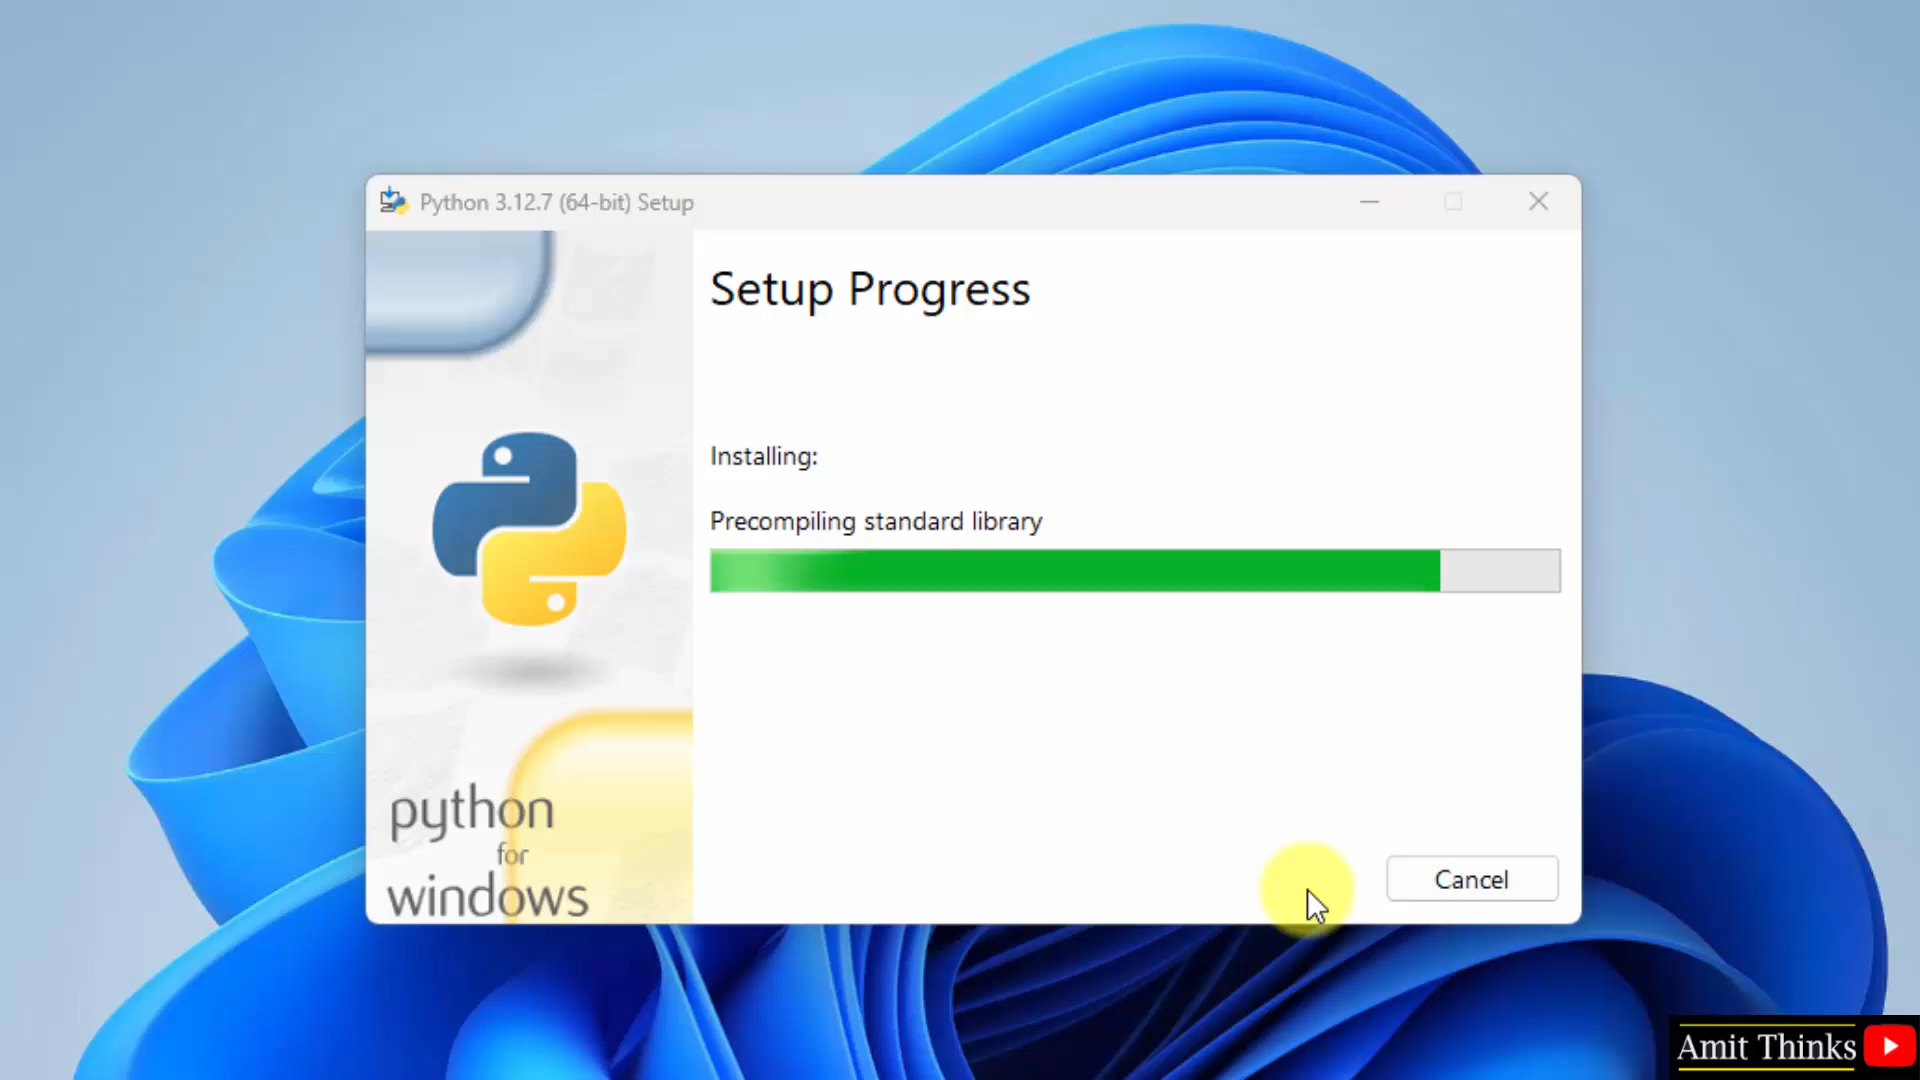 Python 3.12.7 (64-bit) Setup
Setup Progress
Installing:
Precompiling standard library
python
for
windows
Cancel
Amit Thinks